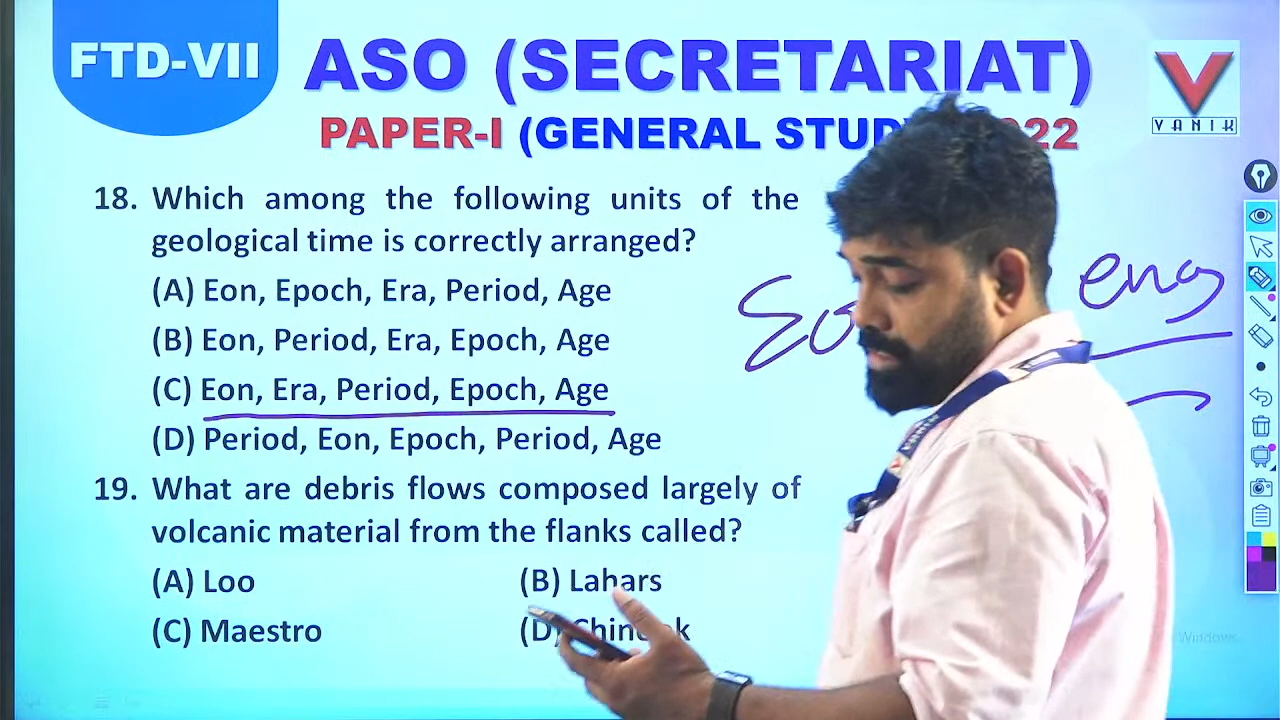 FTD-VII
ASO (SECRETARIAT)
PAPER-I (GENERAL
VANIK
18. Which among the following units of the
geological time is correctly arranged?
(A) Eon, Epoch, Era, Period, Age
(B) Eon, Period, Era, Epoch, Age
(C) Eon, Era, Period, Epoch, Age
(D) Period, Eon, Epoch, Period, Age
19. What are debris flows composed largely of
volcanic material from the flanks called?
(A) Loo
(B) Lahars
(C) Maestro
(D)
Windows